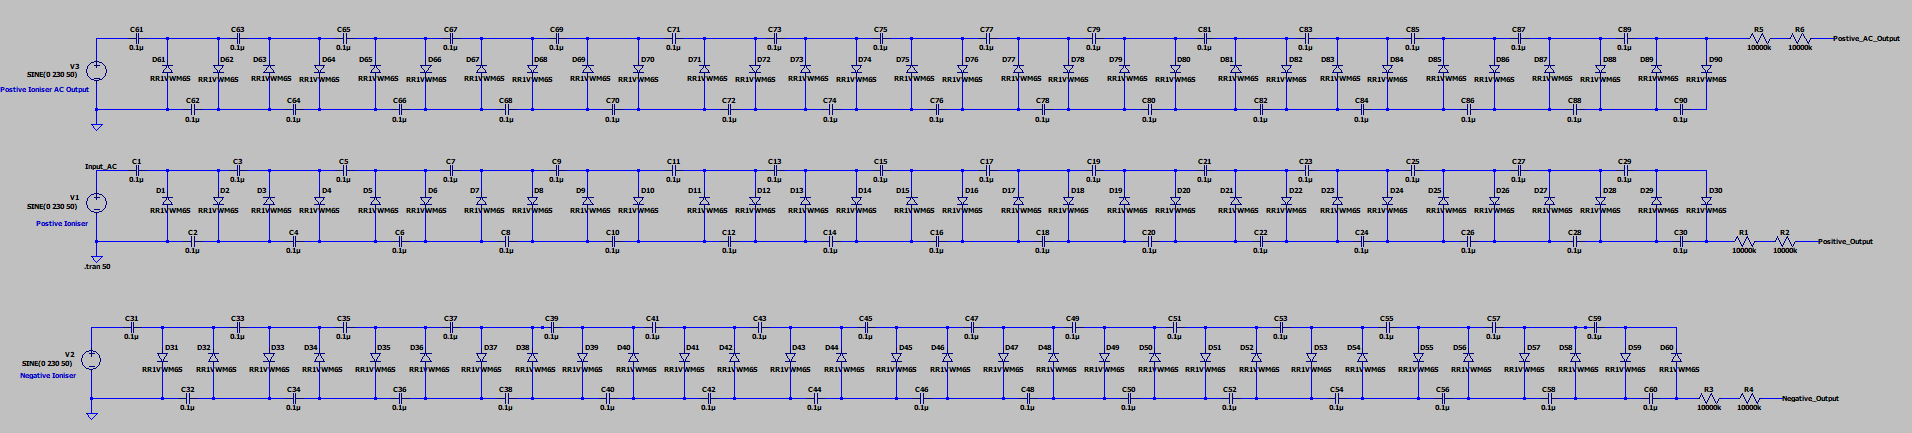 C61 C63 C65 C67 C69 C71 C73 C75 C77 C79 C81 C83 C85 C87 C89 R5 R6
0.1µ 0.1µ 0.1µ 0.1µ 0.1µ 0.1µ 0.1µ 0.1µ 0.1µ 0.1µ 0.1µ 0.1µ 0.1µ 0.1µ 0.1µ 10000k 10000k Postive_AC_Output
V3 D61 D62 D63 D64 D65 D66 D67 D68 D69 D70 D71 D72 D73 D74 D75 D76 D77 D78 D79 D80 D81 D82 D83 D84 D85 D86 D87 D88 D89 D90
SINE(0 230 50) RR1VWM6S RR1VWM6S RR1VWM6S RR1VWM6S RR1VWM6S RR1VWM6S RR1VWM6S RR1VWM6S RR1VWM6S RR1VWM6S RR1VWM6S RR1VWM6S RR1VWM6S RR1VWM6S RR1VWM6S RR1VWM6S RR1VWM6S RR1VWM6S RR1VWM6S RR1VWM6S RR1VWM6S RR1VWM6S RR1VWM6S RR1VWM6S RR1VWM6S RR1VWM6S RR1VWM6S RR1VWM6S RR1VWM6S RR1VWM6S
Postive Ioniser AC Output
C62 C64 C66 C68 C70 C72 C74 C76 C78 C80 C82 C84 C86 C88 C90
0.1µ 0.1µ 0.1µ 0.1µ 0.1µ 0.1µ 0.1µ 0.1µ 0.1µ 0.1µ 0.1µ 0.1µ 0.1µ 0.1µ 0.1µ
Input_AC C1 C3 C5 C7 C9 C11 C13 C15 C17 C19 C21 C23 C25 C27 C29
0.1µ 0.1µ 0.1µ 0.1µ 0.1µ 0.1µ 0.1µ 0.1µ 0.1µ 0.1µ 0.1µ 0.1µ 0.1µ 0.1µ 0.1µ
V1 D1 D2 D3 D4 D5 D6 D7 D8 D9 D10 D11 D12 D13 D14 D15 D16 D17 D18 D19 D20 D21 D22 D23 D24 D25 D26 D27 D28 D29 D30
SINE(0 230 50) RR1VWM6S RR1VWM6S RR1VWM6S RR1VWM6S RR1VWM6S RR1VWM6S RR1VWM6S RR1VWM6S RR1VWM6S RR1VWM6S RR1VWM6S RR1VWM6S RR1VWM6S RR1VWM6S RR1VWM6S RR1VWM6S RR1VWM6S RR1VWM6S RR1VWM6S RR1VWM6S RR1VWM6S RR1VWM6S RR1VWM6S RR1VWM6S RR1VWM6S RR1VWM6S RR1VWM6S RR1VWM6S RR1VWM6S RR1VWM6S
Postive Ioniser
C2 C4 C6 C8 C10 C12 C14 C16 C18 C20 C22 C24 C26 C28 C30 R1 R2 Positive_Output
0.1µ 0.1µ 0.1µ 0.1µ 0.1µ 0.1µ 0.1µ 0.1µ 0.1µ 0.1µ 0.1µ 0.1µ 0.1µ 0.1µ 0.1µ 10000k 10000k
.tran 50
C31 C33 C35 C37 C39 C41 C43 C45 C47 C49 C51 C53 C55 C57 C59
0.1µ 0.1µ 0.1µ 0.1µ 0.1µ 0.1µ 0.1µ 0.1µ 0.1µ 0.1µ 0.1µ 0.1µ 0.1µ 0.1µ 0.1µ
V2 D31 D32 D33 D34 D35 D36 D37 D38 D39 D40 D41 D42 D43 D44 D45 D46 D47 D48 D49 D50 D51 D52 D53 D54 D55 D56 D57 D58 D59 D60
SINE(0 230 50) RR1VWM6S RR1VWM6S RR1VWM6S RR1VWM6S RR1VWM6S RR1VWM6S RR1VWM6S RR1VWM6S RR1VWM6S RR1VWM6S RR1VWM6S RR1VWM6S RR1VWM6S RR1VWM6S RR1VWM6S RR1VWM6S RR1VWM6S RR1VWM6S RR1VWM6S RR1VWM6S RR1VWM6S RR1VWM6S RR1VWM6S RR1VWM6S RR1VWM6S RR1VWM6S RR1VWM6S RR1VWM6S RR1VWM6S RR1VWM6S
Negative Ioniser
C32 C34 C36 C38 C40 C42 C44 C46 C48 C50 C52 C54 C56 C58 C60 R3 R4 Negative_Output
0.1µ 0.1µ 0.1µ 0.1µ 0.1µ 0.1µ 0.1µ 0.1µ 0.1µ 0.1µ 0.1µ 0.1µ 0.1µ 0.1µ 0.1µ 10000k 10000k